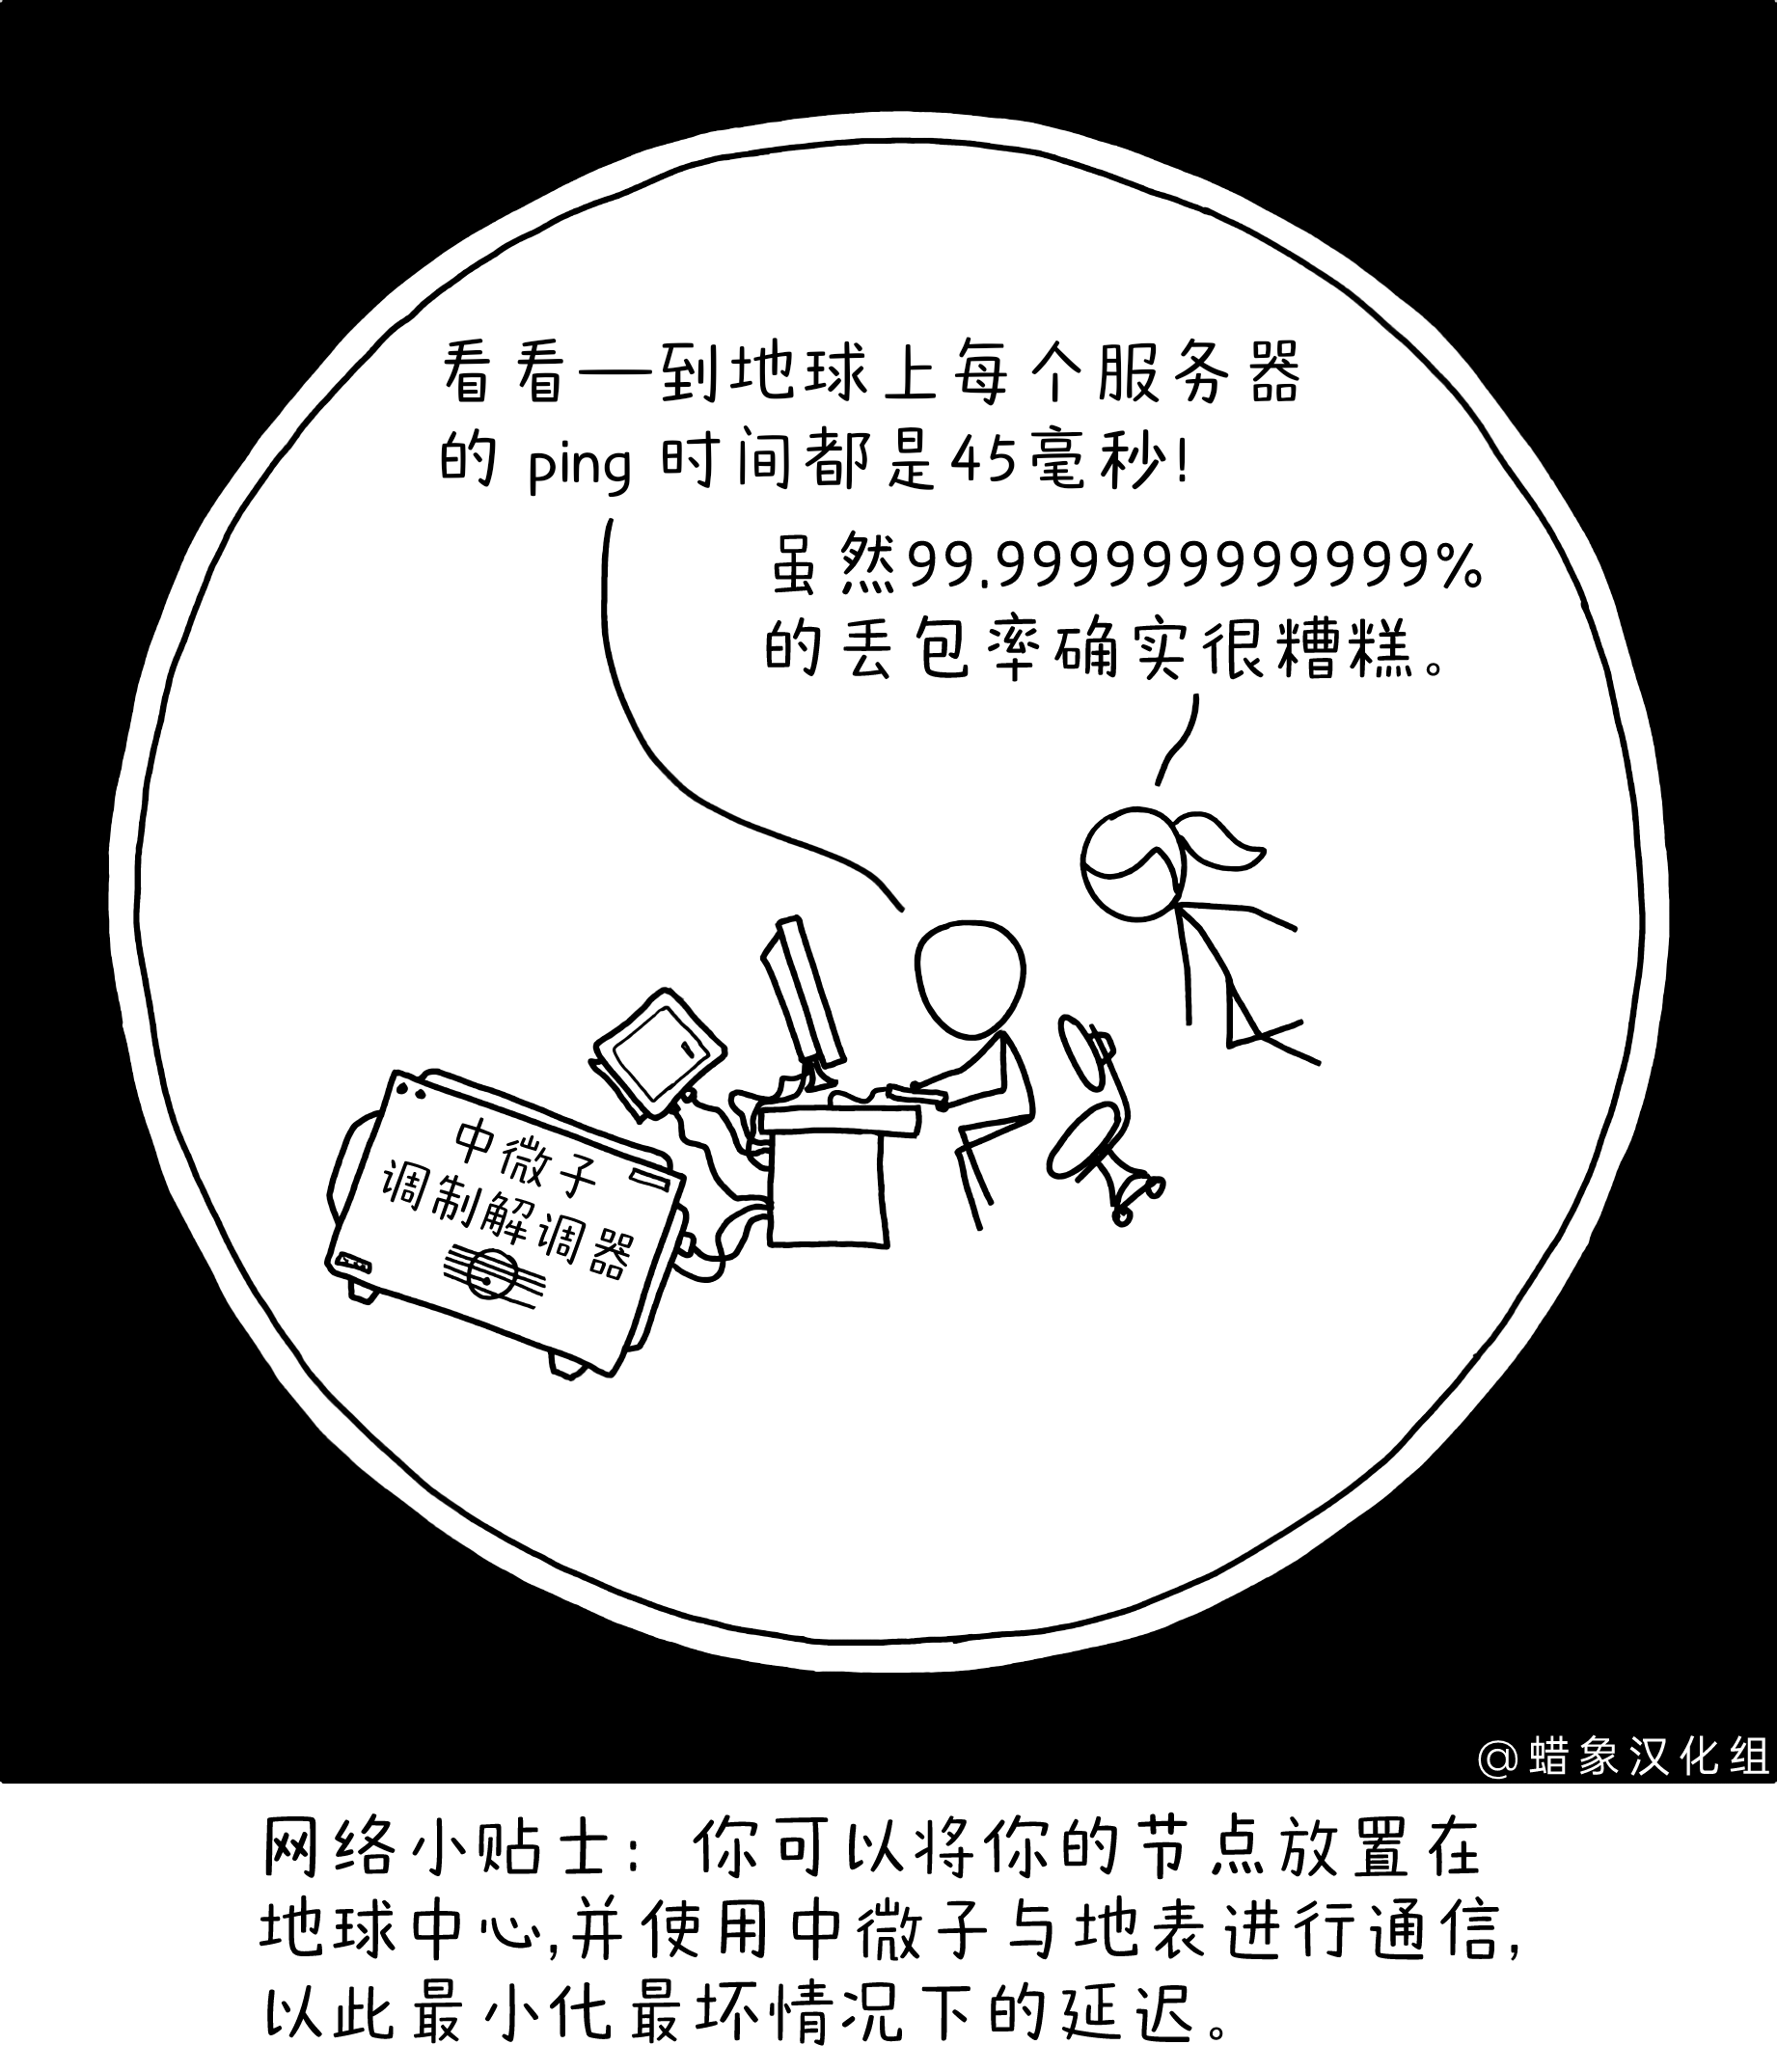 看看—到地球上每个服务器
的 ping 时间都是45毫秒!
虽然99.999999999999%
的丢包率确实很糟糕。
中微子
调制解调器
@蜡象汉化组
网络小贴士：你可以将你的节点放置在
地球中心,并使用中微子与地表进行通信,
以此最小化最坏情况下的延迟。